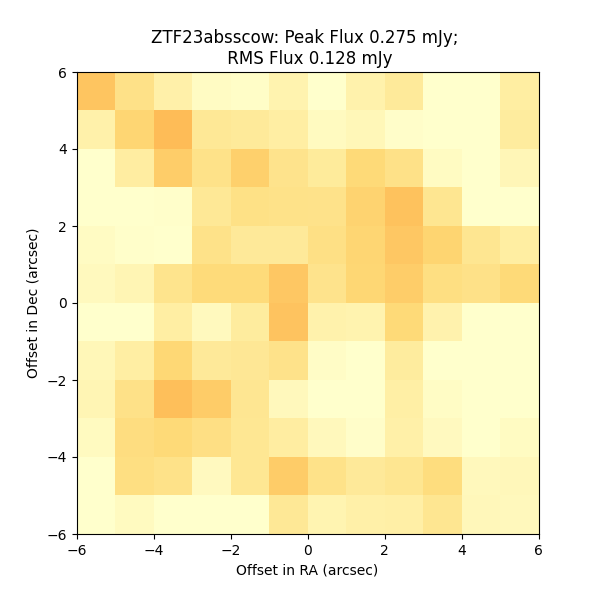 ZTF23absscow: Peak Flux 0.275 mJy;
RMS Flux 0.128 mJy
6
4
2
0
−2
−4
−6
Offset in Dec (arcsec)
−6 −4 −2 0 2 4 6
Offset in RA (arcsec)